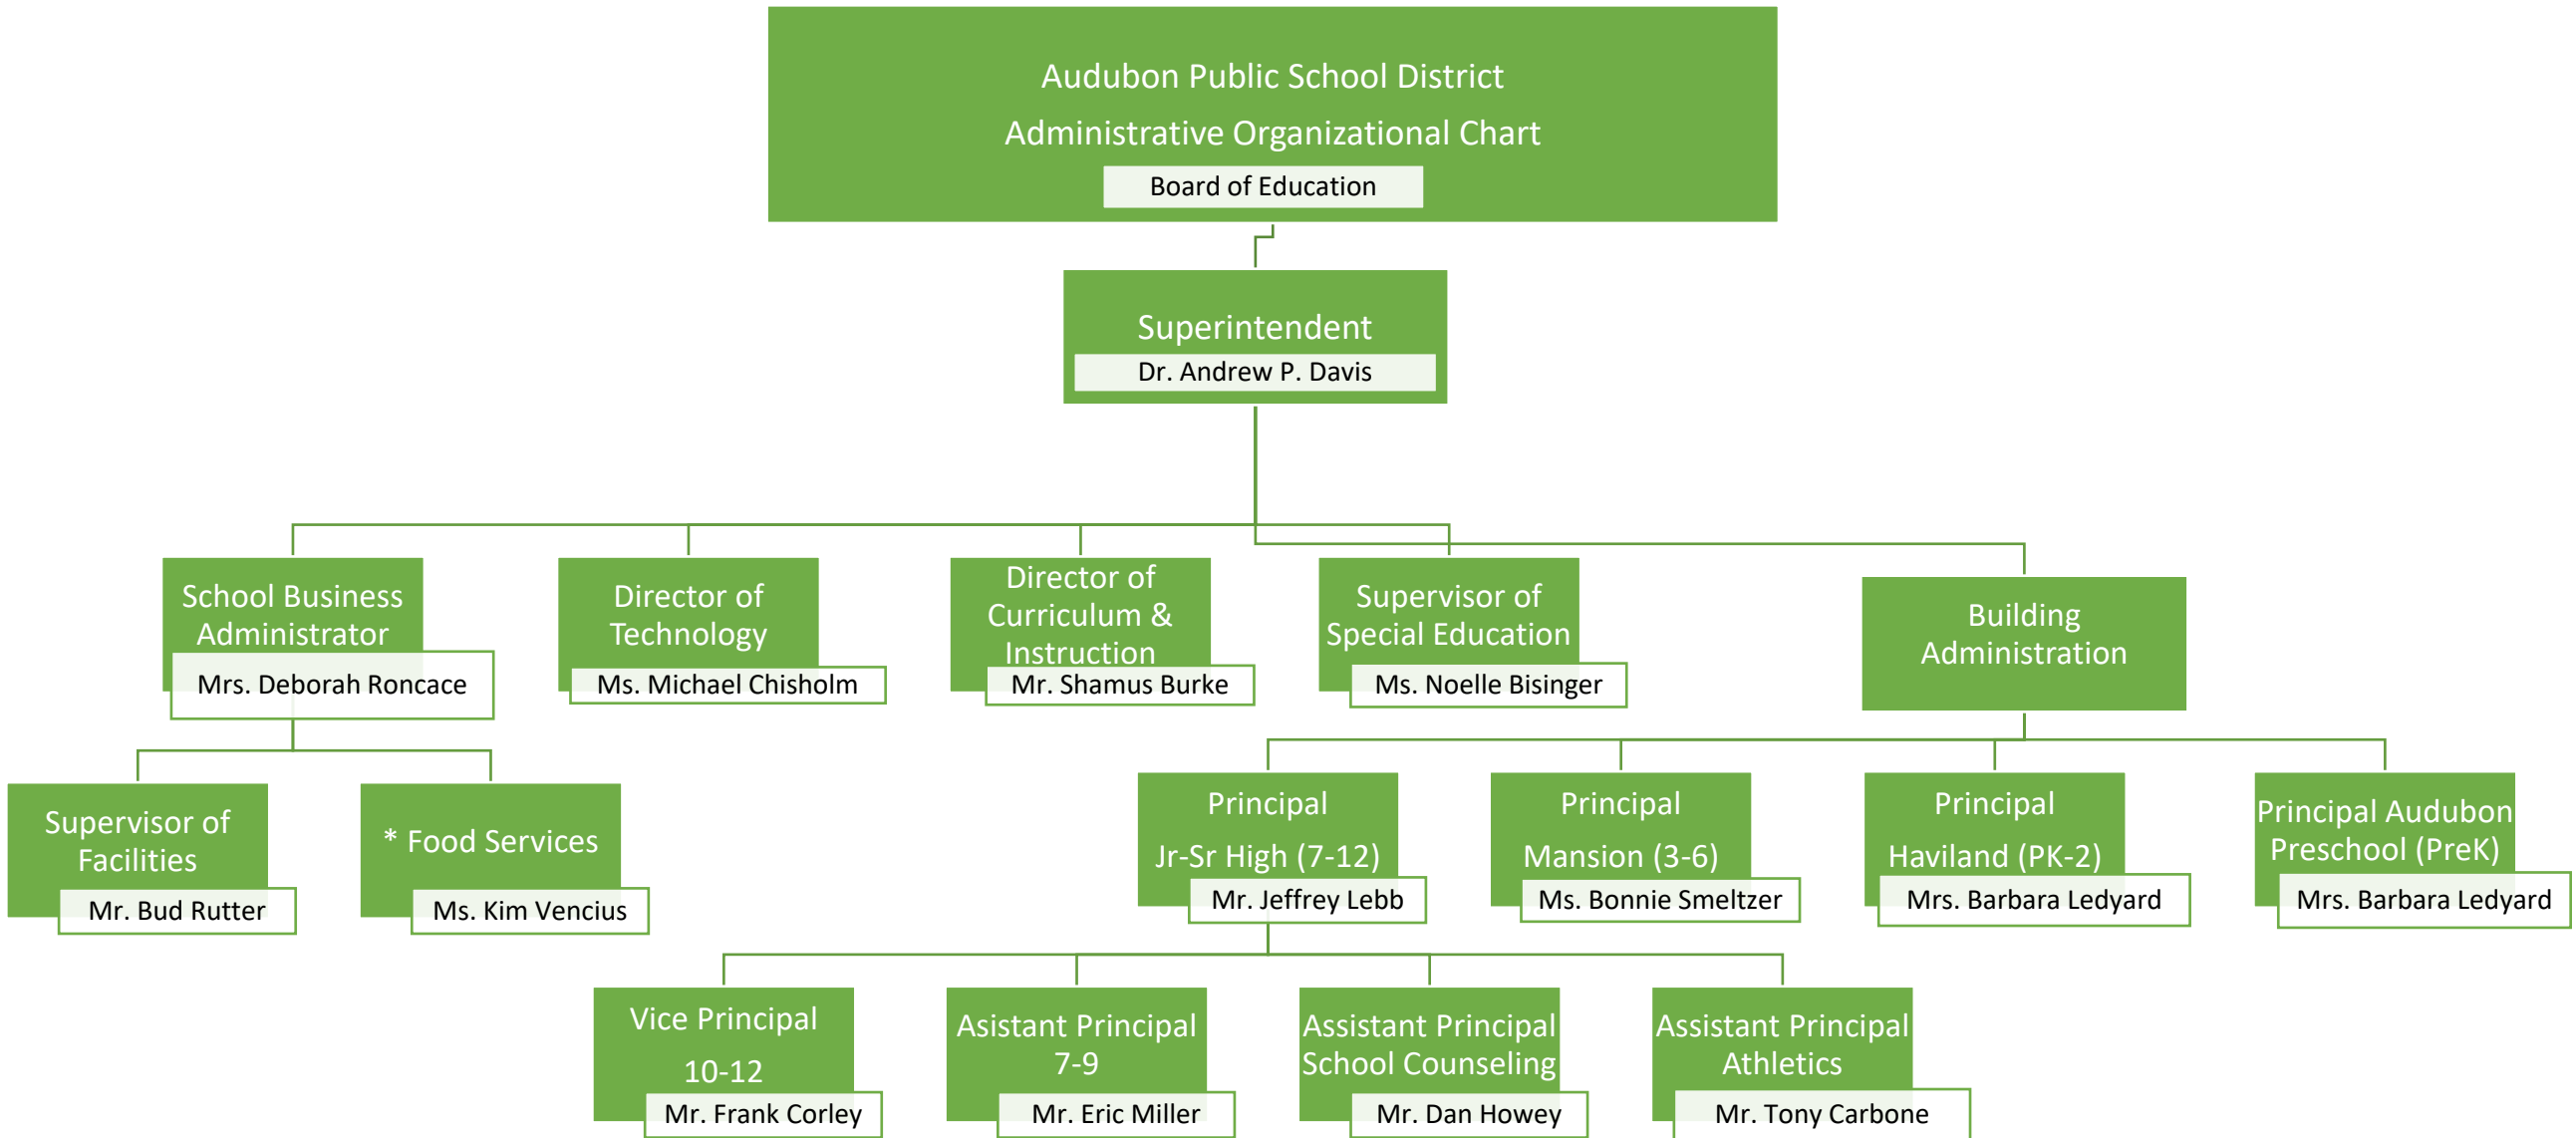 Audubon Public School District
Administrative Organizational Chart
Board of Education
Superintendent
Dr. Andrew P. Davis
School Business
Administrator
Mrs. Deborah Roncace
Director of
Technology
Ms. Michael Chisholm
Director of
Curriculum &
Instruction
Mr. Shamus Burke
Supervisor of
Special Education
Ms. Noelle Bisinger
Building
Administration
Supervisor of
Facilities
Mr. Bud Rutter
* Food Services
Ms. Kim Vencius
Principal
Jr-Sr High (7-12)
Mr. Jeffrey Lebb
Principal
Mansion (3-6)
Ms. Bonnie Smeltzer
Principal
Haviland (PK-2)
Mrs. Barbara Ledyard
Principal Audubon
Preschool (PreK)
Mrs. Barbara Ledyard
Vice Principal
10-12
Mr. Frank Corley
Asistant Principal
7-9
Mr. Eric Miller
Assistant Principal
School Counseling
Mr. Dan Howey
Assistant Principal
Athletics
Mr. Tony Carbone